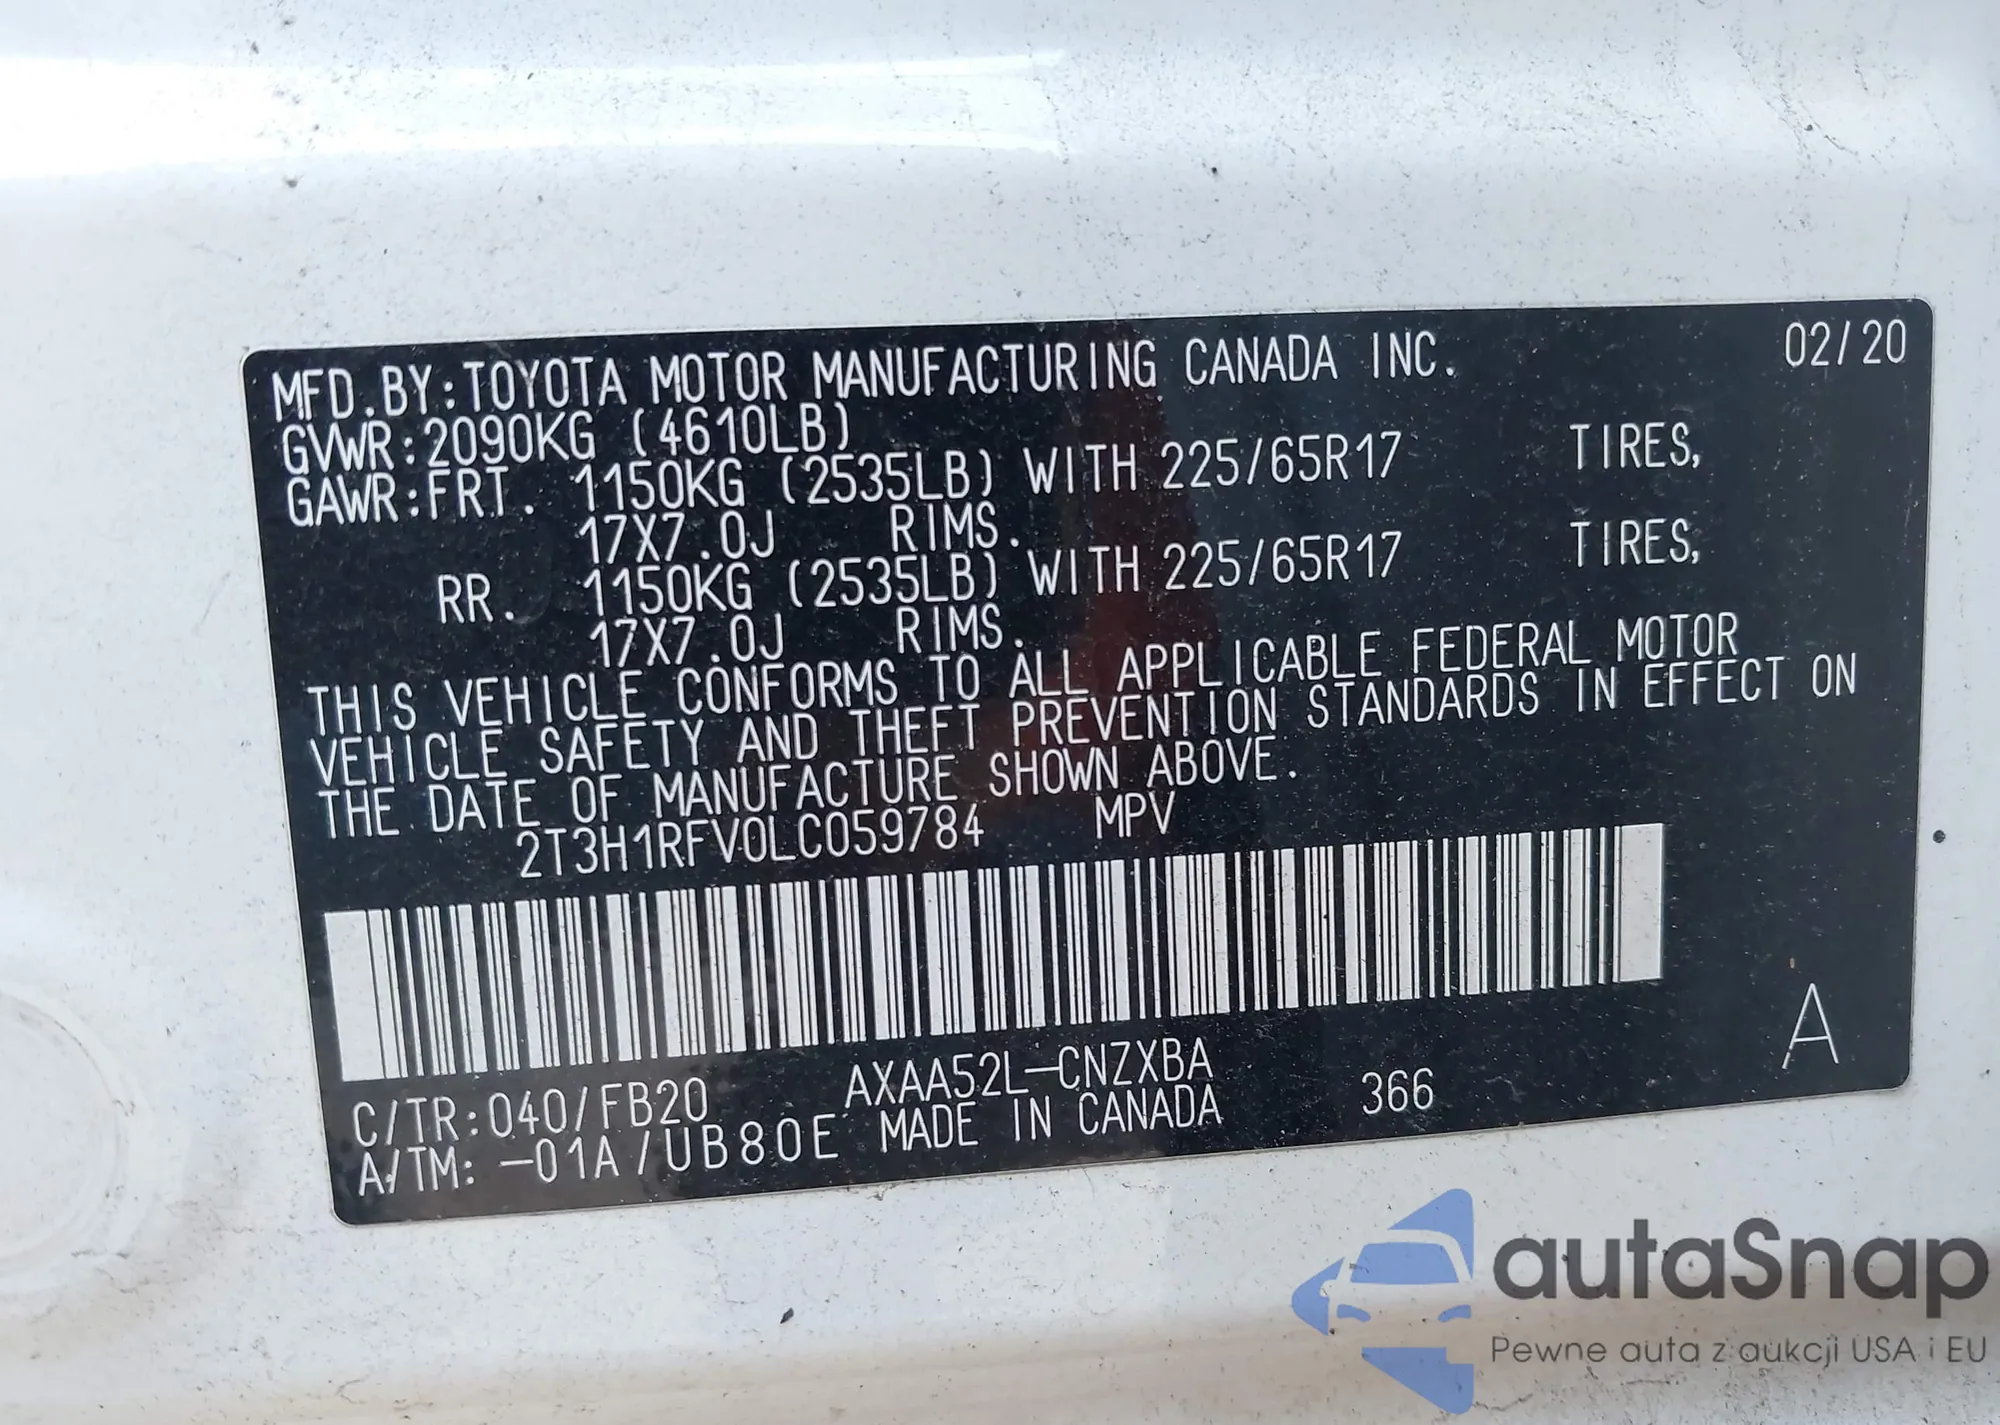 MFD.BY:TOYOTA MOTOR MANUFACTURING CANADA INC. 02/20
GVWR:2090KG (4610LB)
GAWR:FRT. 1150KG (2535LB) WITH 225/65R17 TIRES,
17X7.0J RIMS.
RR. 1150KG (2535LB) WITH 225/65R17 TIRES,
17X7.0J RIMS.
THIS VEHICLE CONFORMS TO ALL APPLICABLE FEDERAL MOTOR
VEHICLE SAFETY AND THEFT PREVENTION STANDARDS IN EFFECT ON
THE DATE OF MANUFACTURE SHOWN ABOVE.
2T3H1RFV0LC059784 MPV
A
C/TR:040/FB20 AXAA52L-CNZXBA
A/TM: -01A/UB80E MADE IN CANADA 366
autaSnap
Pewne auta z aukcji USA i EU